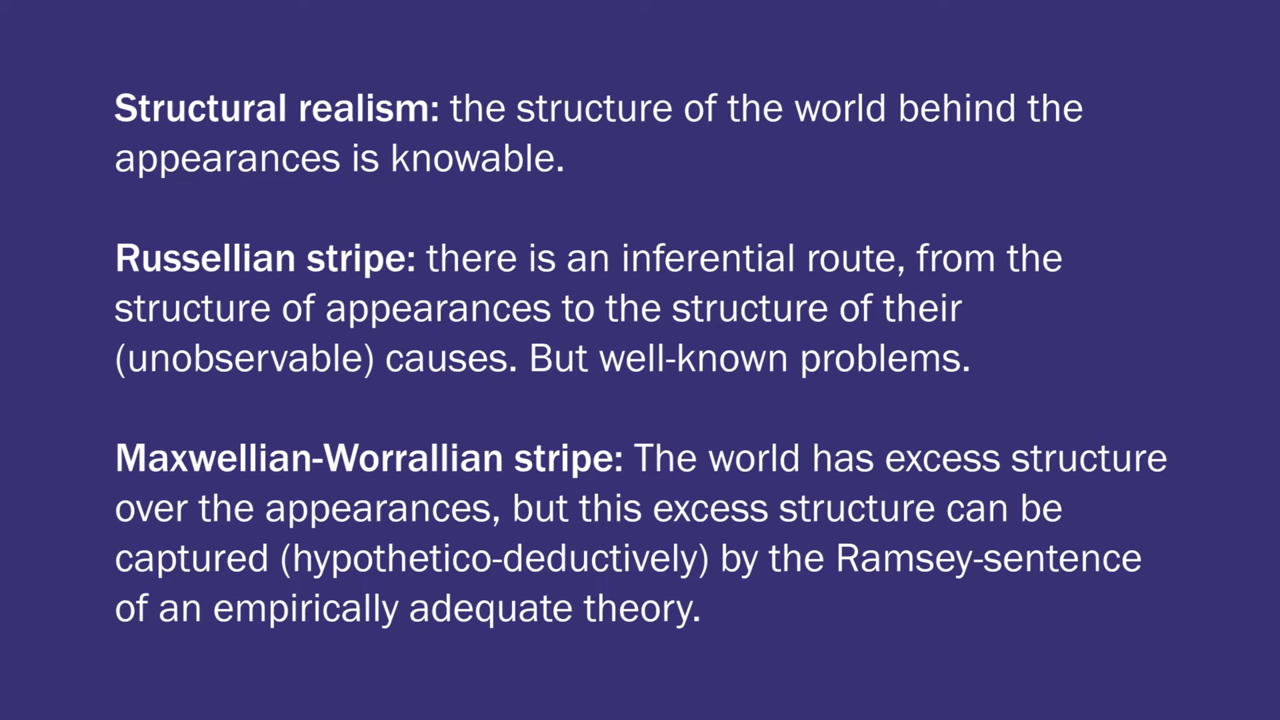 Structural realism: the structure of the world behind the
appearances is knowable.
Russellian stripe: there is an inferential route, from the
structure of appearances to the structure of their
(unobservable) causes. But well-known problems.
Maxwellian-Worrallian stripe: The world has excess structure
over the appearances, but this excess structure can be
captured (hypothetico-deductively) by the Ramsey-sentence
of an empirically adequate theory.